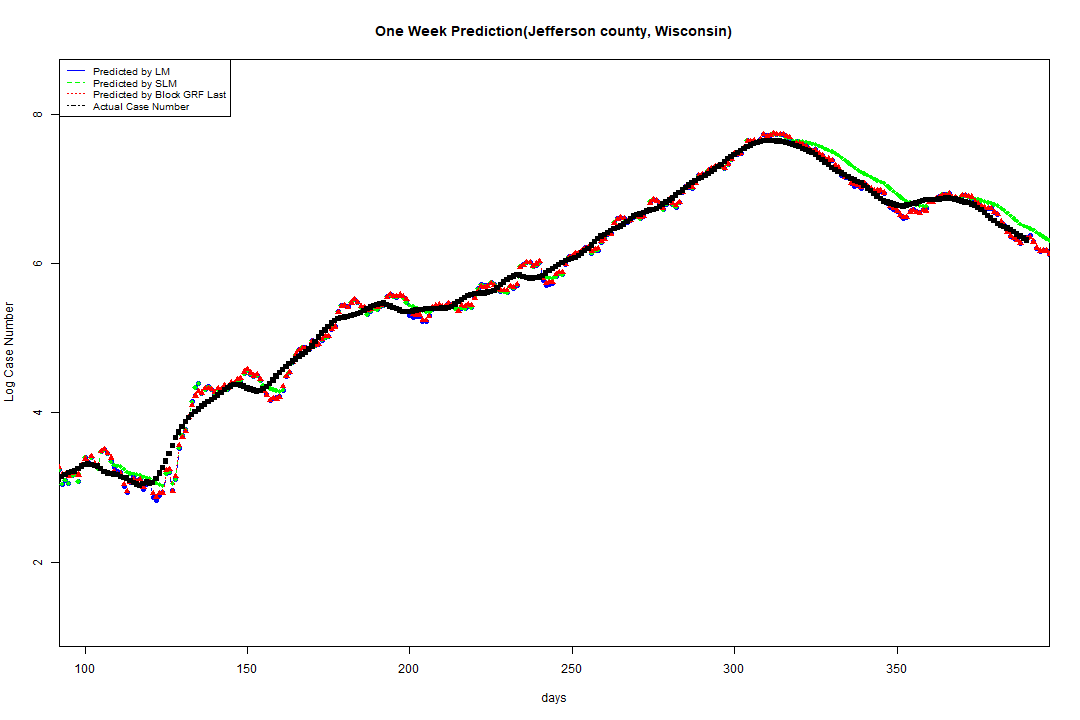 One Week Prediction(Jefferson county, Wisconsin)
Predicted by LM
Predicted by SLM
Predicted by Block GRF Last
Actual Case Number
8
6
4
2
Log Case Number
100 150 200 250 300 350
days